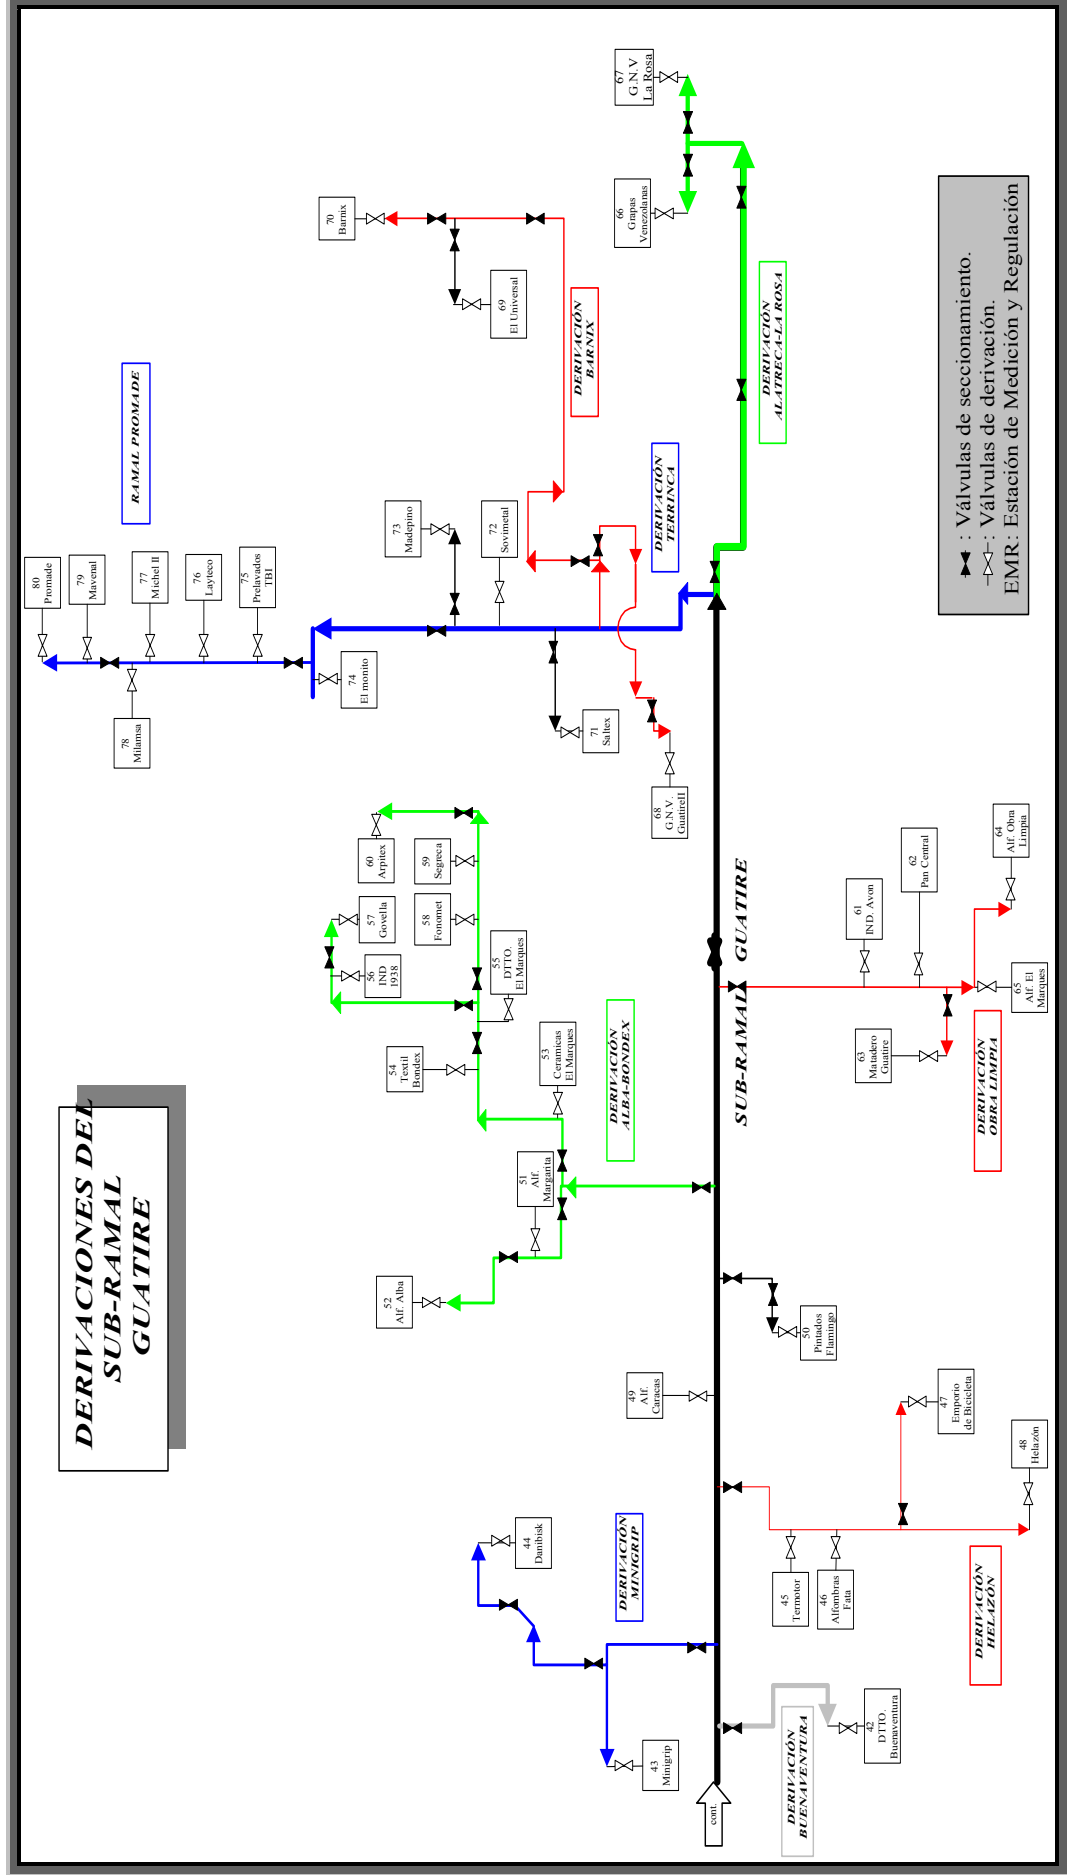 DERIVACIONES DEL
SUB-RAMAL
GUATIRE
cont.
42
DTTO.
Buenaventura
DERIVACIÓN
BUENAVENTURA
43
Minigrip
44
Danibisk
DERIVACIÓN
MINIGRIP
45
Termotor
46
Alfombras
Fata
47
Emporio
de Bicicleta
48
Helazón
DERIVACIÓN
HELAZÓN
49
Alf.
Caracas
50
Pintados
Flamingo
51
Alf.
Margarita
52
Alf. Alba
53
Ceramicas
El Marques
54
Textil
Bondex
55
DTTO.
El Marques
56
IND
1938
57
Govella
58
Fonomet
59
Segreca
60
Arpitex
DERIVACIÓN
ALBA-BONDEX
SUB-RAMAL GUATIRE
61
IND. Avon
62
Pan Central
63
Matadero
Guatire
64
Alf. Obra
Limpia
65
Alf. El
Marques
DERIVACIÓN
OBRA LIMPIA
66
Grapas
Venezolanas
67
G.N.V
La Rosa
DERIVACIÓN
ALATRECA-LA ROSA
68
G.N.V.
GuatireII
69
El Universal
70
Barnix
DERIVACIÓN
BARNIX
71
Saltex
72
Sovimetal
73
Madepino
74
El monito
DERIVACIÓN
TERRINCA
75
Prelavados
TBI
76
Layteco
77
Michel II
78
Milamsa
79
Mavenal
80
Promade
RAMAL PROMADE
: Válvulas de seccionamiento.
: Válvulas de derivación.
EMR: Estación de Medición y Regulación